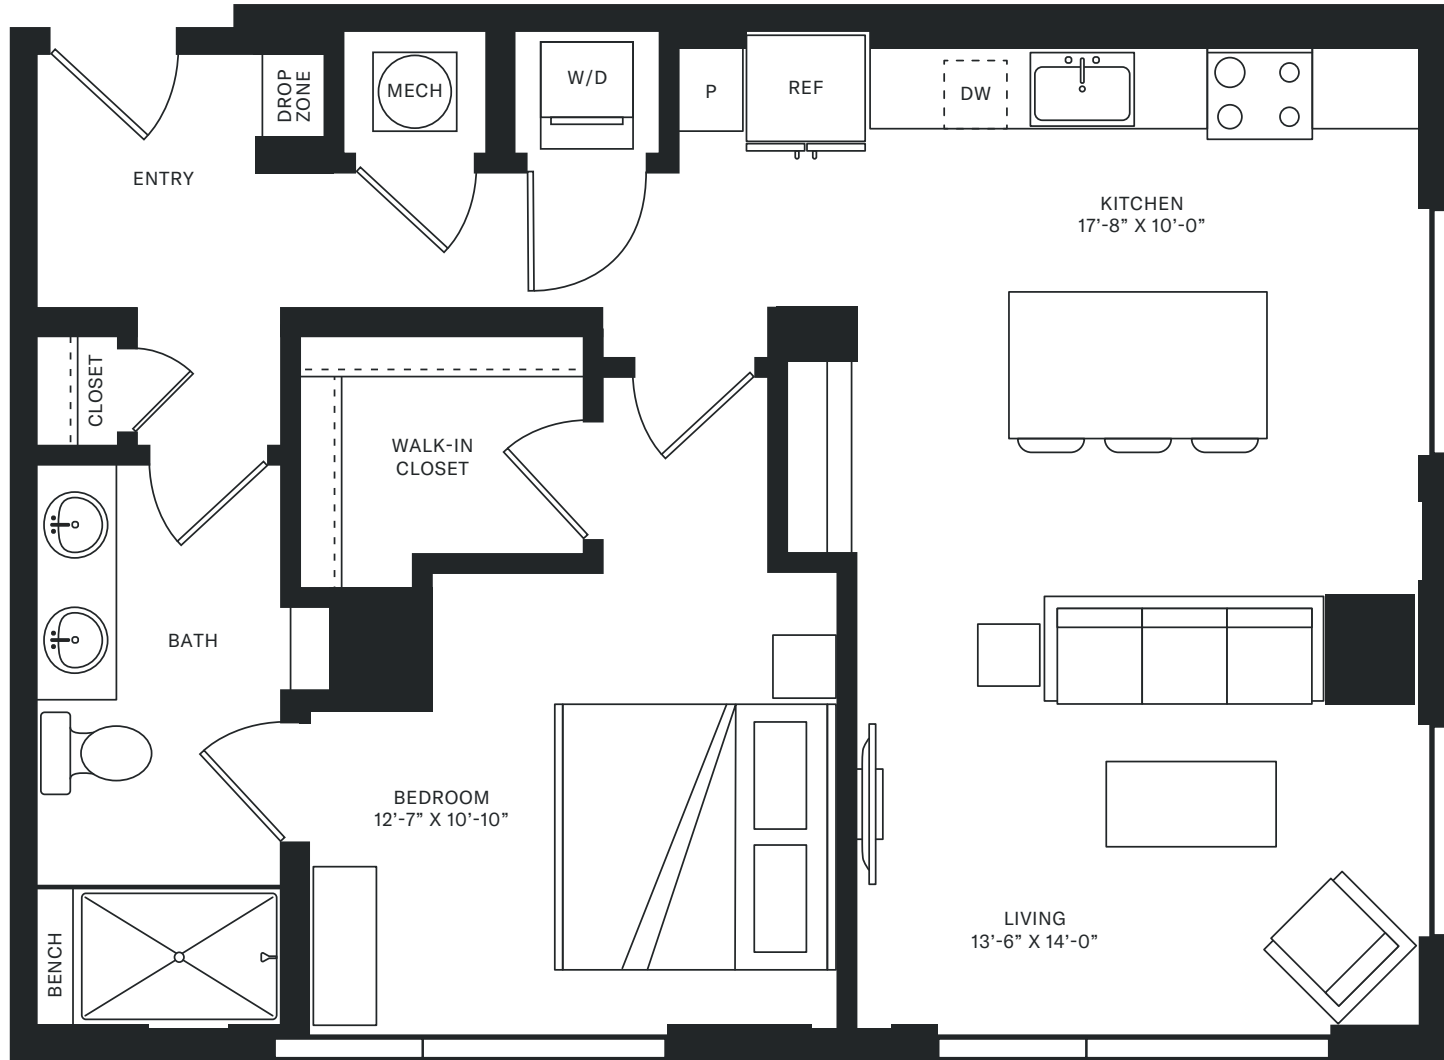 DROP
ZONE
MECH
W/D
P
REF
DW
ENTRY
KITCHEN
17’-8” X 10’-0”
CLOSET
WALK-IN
CLOSET
BATH
BEDROOM
12’-7” X 10’-10”
LIVING
13’-6” X 14’-0”
BENCH